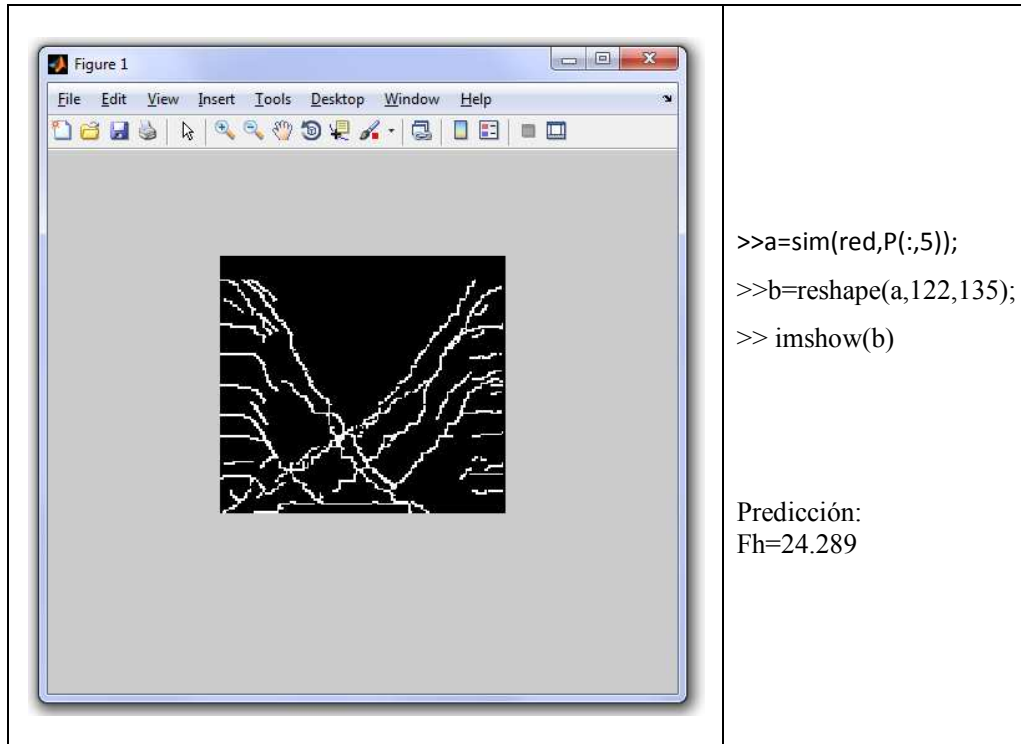 Figure 1
File Edit View Insert Tools Desktop Window Help
>>a=sim(red,P(:,5));
>>b=reshape(a,122,135);
>> imshow(b)
Predicción:
Fh=24.289